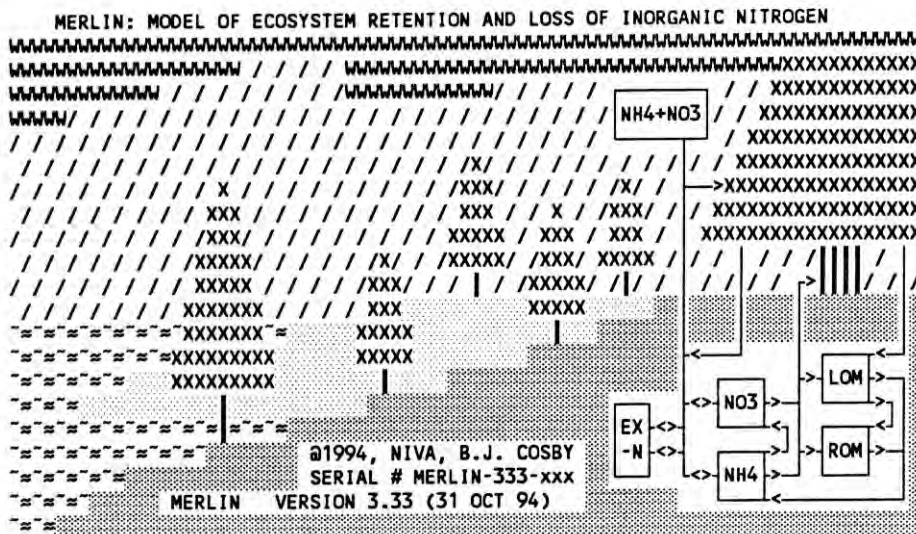 MERLIN: MODEL OF ECOSYSTEM RETENTION AND LOSS OF INORGANIC NITROGEN
NH4+NO3
LOM
NO3
EX
-N
ROM
NH4
@1994, NIVA, B.J. COSBY
SERIAL # MERLIN-333-xxx
MERLIN VERSION 3.33 (31 OCT 94)